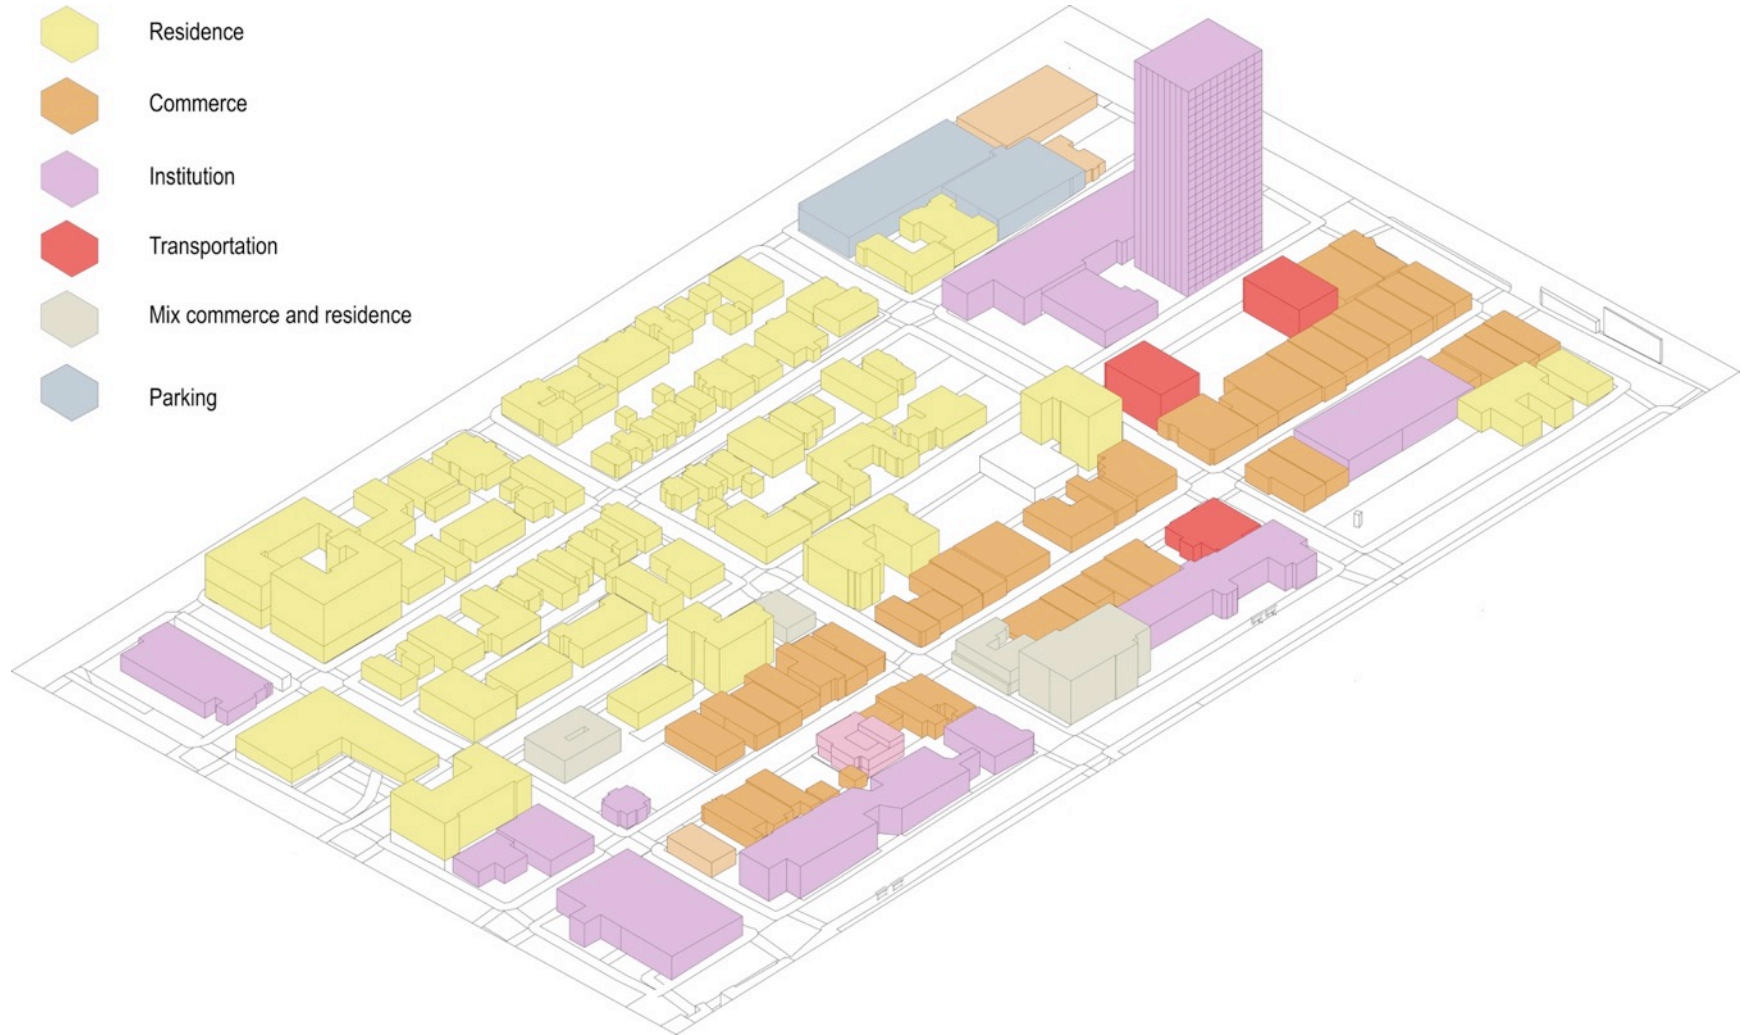 Residence
Commerce
Institution
Transportation
Mix commerce and residence
Parking